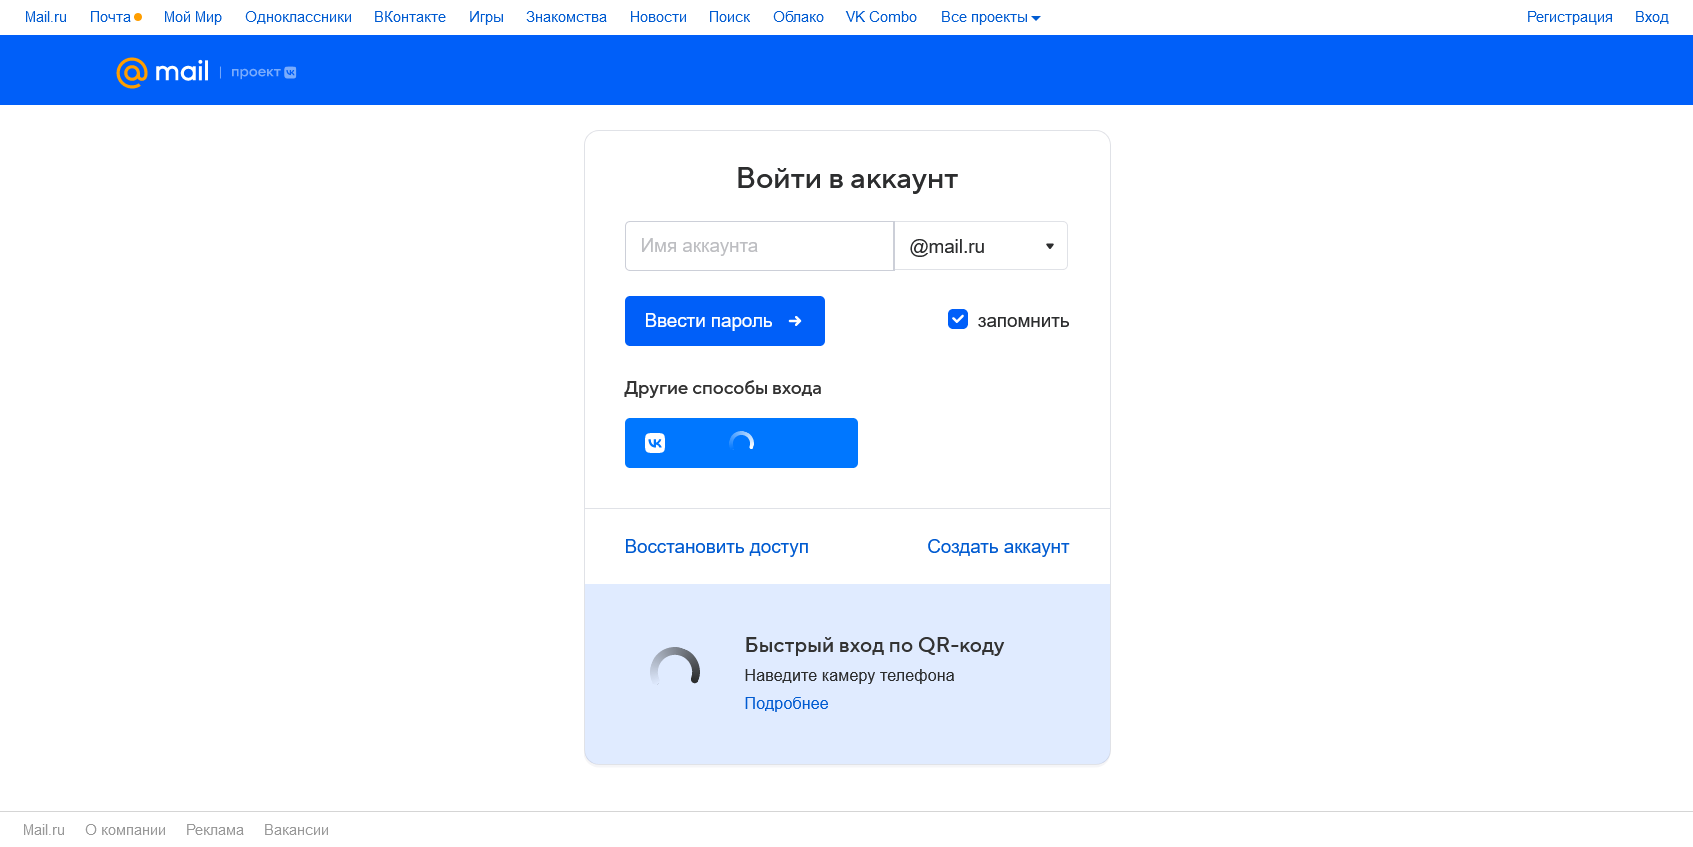 Mail.ru Почта Мой Мир Одноклассники ВКонтакте Игры Знакомства Новости Поиск Облако VK Combo Все проекты Регистрация Вход
@mail | проект VK
Войти в аккаунт
Имя аккаунта @mail.ru
Ввести пароль → запомнить
Другие способы входа
VK
Восстановить доступ Создать аккаунт
Быстрый вход по QR-коду
Наведите камеру телефона
Подробнее
Mail.ru О компании Реклама Вакансии